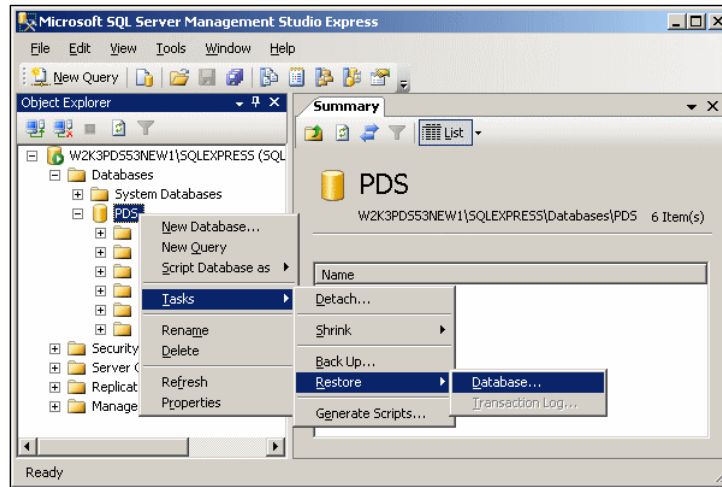 Microsoft SQL Server Management Studio Express
File Edit View Tools Window Help
New Query
Object Explorer
W2K3PDS53NEW1\SQLEXPRESS (SQL
Databases
System Databases
PDS
Security
Server
Replicat
Manage
New Database...
New Query
Script Database as
Tasks
Rename
Delete
Refresh
Properties
Detach...
Shrink
Back Up...
Restore
Generate Scripts...
Database...
Transaction Log...
Summary
List
PDS
W2K3PDS53NEW1\SQLEXPRESS\Databases\PDS 6 Item(s)
Name
Ready